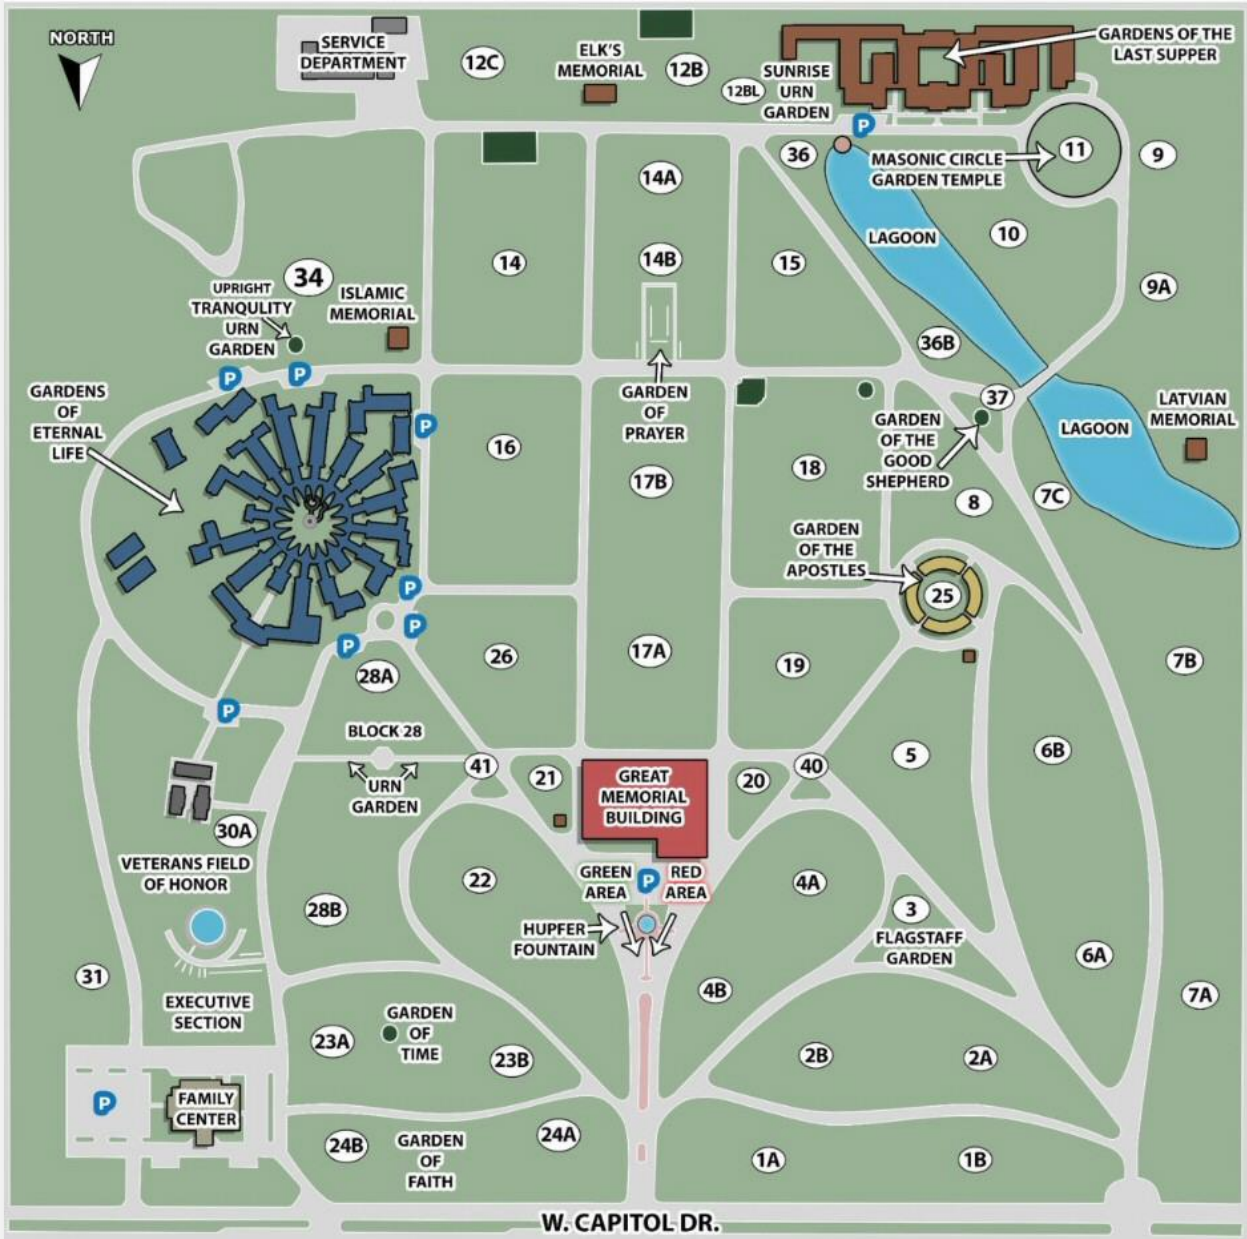 NORTH
SERVICE
DEPARTMENT
12C
ELK'S
MEMORIAL
12B
12BL
SUNRISE
URN
GARDEN
GARDENS OF THE
LAST SUPPER
P
36
MASONIC CIRCLE
GARDEN TEMPLE
11
9
14A
14
14B
15
LAGOON
10
9A
34
UPRIGHT
TRANQULITY
URN
GARDEN
ISLAMIC
MEMORIAL
36B
P
P
GARDENS
OF
ETERNAL
LIFE
P
GARDEN
OF
PRAYER
37
GARDEN
OF THE
GOOD
SHEPHERD
LAGOON
LATVIAN
MEMORIAL
16
17B
18
8
7C
GARDEN
OF THE
APOSTLES
25
P
P
P
28A
26
17A
19
7B
P
BLOCK 28
URN
GARDEN
41
21
GREAT
MEMORIAL
BUILDING
20
40
5
6B
30A
VETERANS FIELD
OF HONOR
28B
22
GREEN
AREA
P
RED
AREA
4A
3
FLAGSTAFF
GARDEN
HUPFER
FOUNTAIN
31
EXECUTIVE
SECTION
4B
6A
7A
23A
GARDEN
OF
TIME
23B
2B
2A
P
FAMILY
CENTER
24B
GARDEN
OF
FAITH
24A
1A
1B
W. CAPITOL DR.